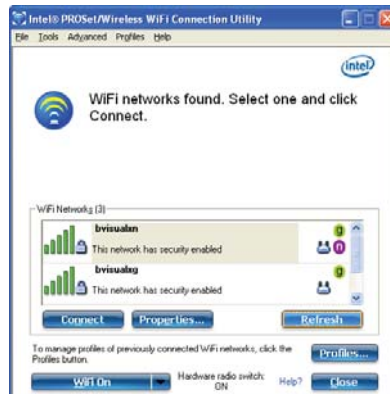 Intel® PROSet/Wireless WiFi Connection Utility
File Tools Advanced Profiles Help
intel
WiFi networks found. Select one and click
Connect.
WiFi Networks (3)
bvisualxn
g
This network has security enabled
n
bvisualxg
g
This network has security enabled
Connect Properties... Refresh
To manage profiles of previously connected WiFi networks, click the
Profiles button.
Profiles...
WiFi On
Hardware radio switch:
ON
Help?
Close